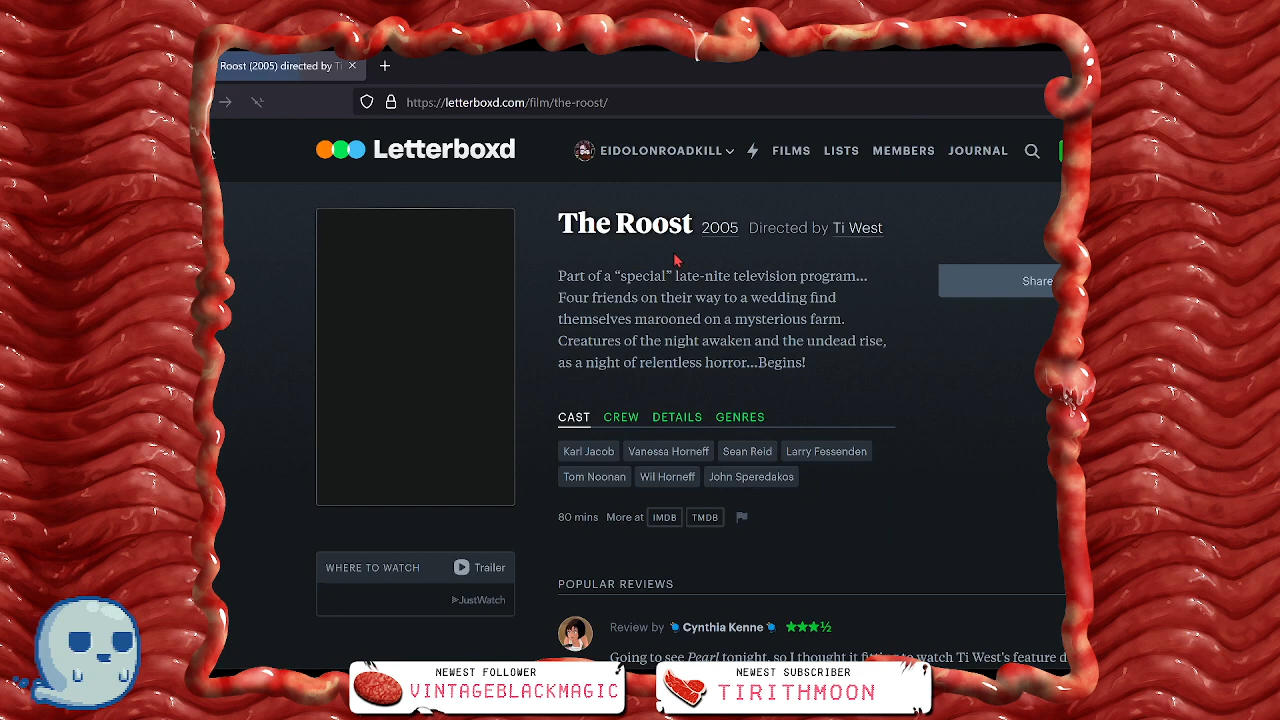 Roost (2005) directed by Ti
https://letterboxd.com/film/the-roost/
Letterboxd
EIDOLONROADKILL
FILMS
LISTS
MEMBERS
JOURNAL
The Roost 2005 Directed by Ti West
Part of a “special” late-nite television program...
Four friends on their way to a wedding find
themselves marooned on a mysterious farm.
Creatures of the night awaken and the undead rise,
as a night of relentless horror...Begins!
Share
CAST CREW DETAILS GENRES
Karl Jacob Vanessa Horneff Sean Reid Larry Fessenden
Tom Noonan Wil Horneff John Speredakos
80 mins More at IMDB TMDB
WHERE TO WATCH Trailer
JustWatch
POPULAR REVIEWS
Review by Cynthia Kenne ★★★½
Going to see Pearl tonight, so I thought it fitting to watch Ti West's feature d
NEWEST FOLLOWER
VINTAGEBLACKMAGIC
NEWEST SUBSCRIBER
TIRITHMOON